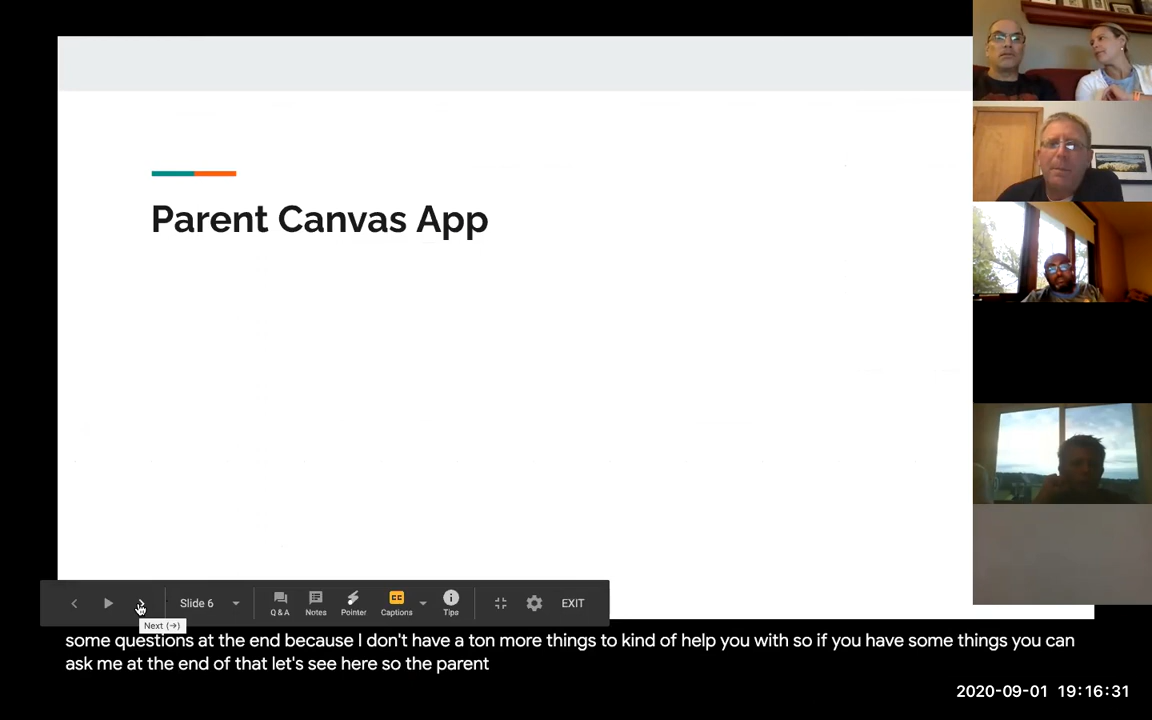 Parent Canvas App
Slide 6
Q & A
Notes
Pointer
Captions
Tips
EXIT
Next (→)
some questions at the end because I don't have a ton more things to kind of help you with so if you have some things you can
ask me at the end of that let's see here so the parent
2020-09-01 19:16:31